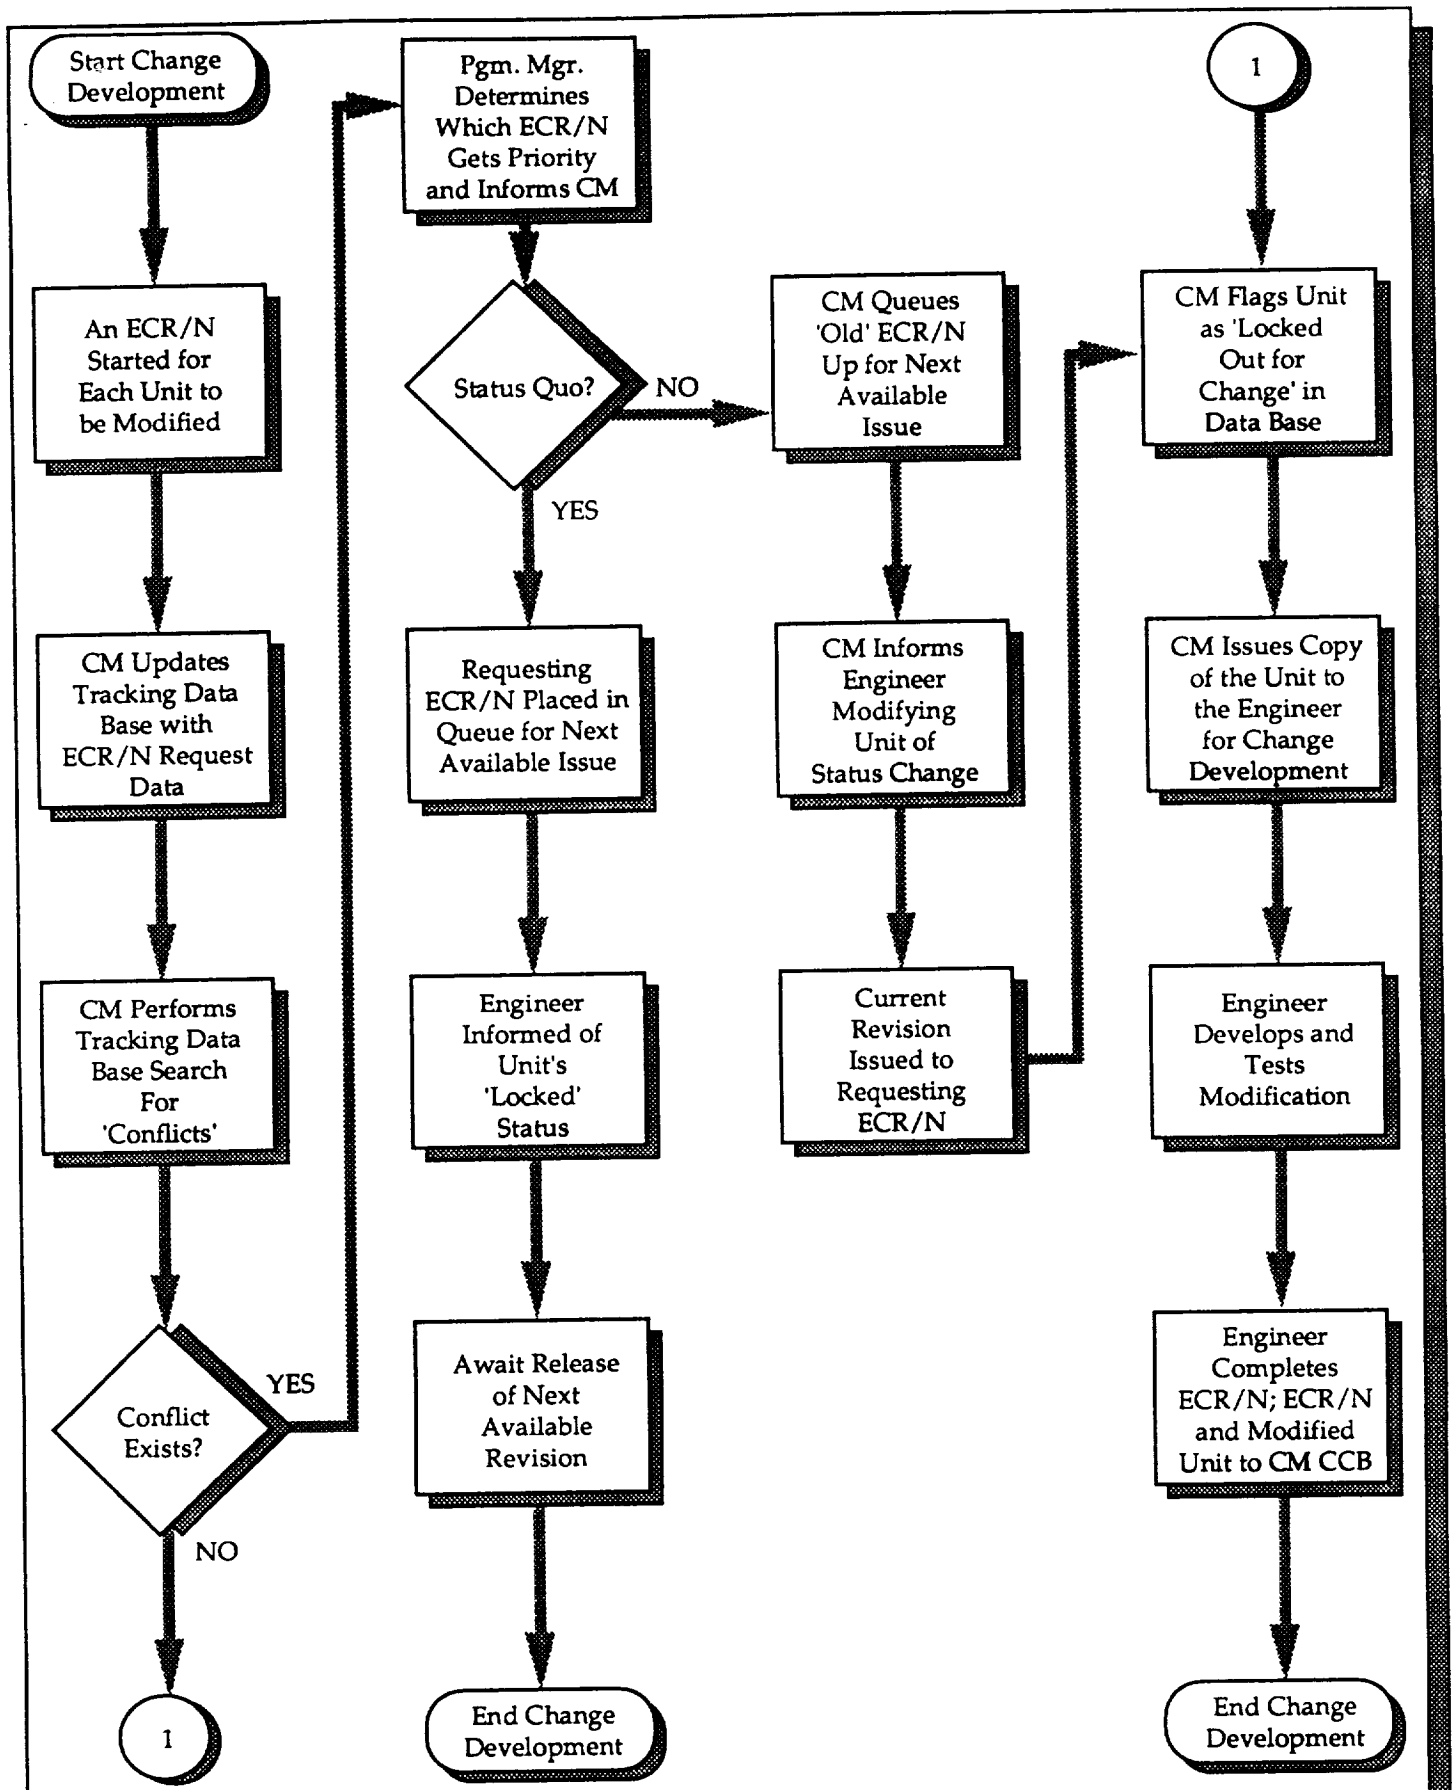 Start Change
Development
An ECR/N
Started for
Each Unit to
be Modified
CM Updates
Tracking Data
Base with
ECR/N Request
Data
CM Performs
Tracking Data
Base Search
For
'Conflicts'
Conflict
Exists?
YES
NO
1
Pgm. Mgr.
Determines
Which ECR/N
Gets Priority
and Informs CM
Status Quo?
NO
YES
Requesting
ECR/N Placed in
Queue for Next
Available Issue
Engineer
Informed of
Unit's
'Locked'
Status
Await Release
of Next
Available
Revision
End Change
Development
CM Queues
'Old' ECR/N
Up for Next
Available
Issue
CM Informs
Engineer
Modifying
Unit of
Status Change
Current
Revision
Issued to
Requesting
ECR/N
1
CM Flags Unit
as 'Locked
Out for
Change' in
Data Base
CM Issues Copy
of the Unit to
the Engineer
for Change
Development
Engineer
Develops and
Tests
Modification
Engineer
Completes
ECR/N; ECR/N
and Modified
Unit to CM CCB
End Change
Development